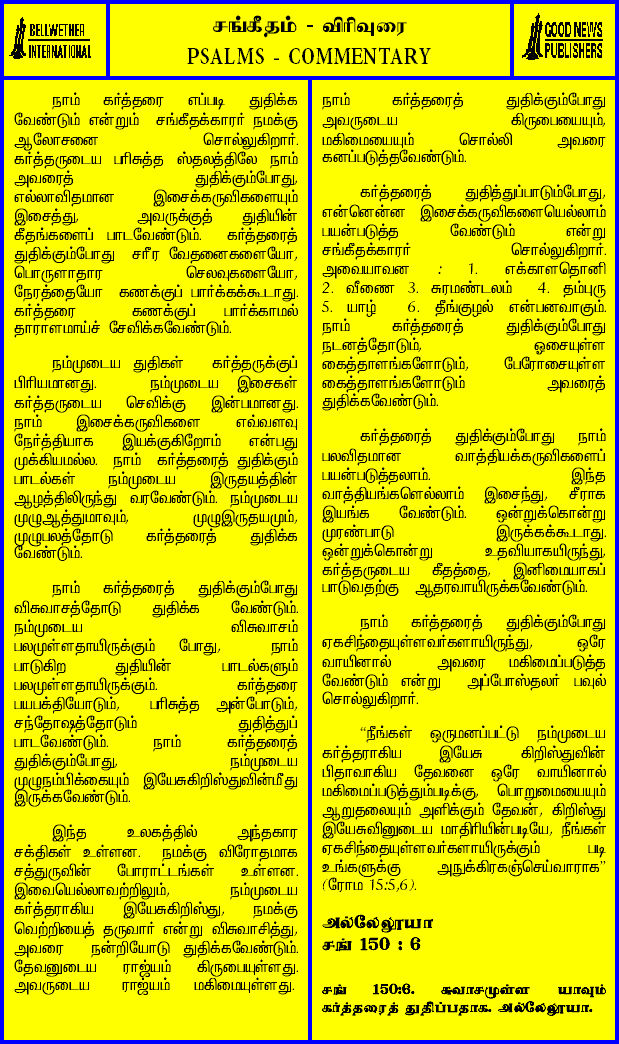 BELLWETHER
INTERNATIONAL
சங்கீதம் - விரிவுரை
PSALMS - COMMENTARY
GOOD NEWS
PUBLISHERS
நாம் கர்த்தரை எப்படி துதிக்க
வேண்டும் என்றும் சங்கீதக்காரர் நமக்கு
ஆலோசனை சொல்லுகிறார்.
கர்த்தருடைய பரிசுத்த ஸ்தலத்திலே நாம்
அவரைத் துதிக்கும்போது,
எல்லாவிதமான இசைக்கருவிகளையும்
இசைத்து, அவருக்குத் துதியின்
கீதங்களைப் பாடவேண்டும். கர்த்தரைத்
துதிக்கும்போது சரீர வேதனைகளையோ,
பொருளாதார செலவுகளையோ,
நேரத்தையோ கணக்குப் பார்க்கக்கூடாது.
கர்த்தரை கணக்குப் பார்க்காமல்
தாராளமாய்ச் சேவிக்கவேண்டும்.
நம்முடைய துதிகள் கர்த்தருக்குப்
பிரியமானது. நம்முடைய இசைகள்
கர்த்தருடைய செவிக்கு இன்பமானது.
நாம் இசைக்கருவிகளை எவ்வளவு
நேர்த்தியாக இயக்குகிறோம் என்பது
முக்கியமல்ல. நாம் கர்த்தரைத் துதிக்கும்
பாடல்கள் நம்முடைய இருதயத்தின்
ஆழத்திலிருந்து வரவேண்டும். நம்முடைய
முழுஆத்துமாவும், முழுஇருதயமும்,
முழுபலத்தோடு கர்த்தரைத் துதிக்க
வேண்டும்.
நாம் கர்த்தரைத் துதிக்கும்போது
விசுவாசத்தோடு துதிக்க வேண்டும்.
நம்முடைய விசுவாசம்
பலமுள்ளதாயிருக்கும் போது, நாம்
பாடுகிற துதியின் பாடல்களும்
பலமுள்ளதாயிருக்கும். கர்த்தரை
பயபக்தியோடும், பரிசுத்த அன்போடும்,
சந்தோஷத்தோடும் துதித்துப்
பாடவேண்டும். நாம் கர்த்தரைத்
துதிக்கும்போது, நம்முடைய
முழுநம்பிக்கையும் இயேசுகிறிஸ்துவின்மீது
இருக்கவேண்டும்.
இந்த உலகத்தில் அந்தகார
சக்திகள் உள்ளன. நமக்கு விரோதமாக
சத்துருவின் போராட்டங்கள் உள்ளன.
இவையெல்லாவற்றிலும், நம்முடைய
கர்த்தராகிய இயேசுகிறிஸ்து, நமக்கு
வெற்றியைத் தருவார் என்று விசுவாசித்து,
அவரை நன்றியோடு துதிக்கவேண்டும்.
தேவனுடைய ராஜ்யம் கிருபையுள்ளது.
அவருடைய ராஜ்யம் மகிமையுள்ளது.
நாம் கர்த்தரைத் துதிக்கும்போது
அவருடைய கிருபையையும்,
மகிமையையும் சொல்லி அவரை
கனப்படுத்தவேண்டும்.
கர்த்தரைத் துதித்துப்பாடும்போது,
என்னென்ன இசைக்கருவிகளையெல்லாம்
பயன்படுத்த வேண்டும் என்று
சங்கீதக்காரர் சொல்லுகிறார்.
அவையாவன : 1. எக்காளதொனி
2. வீணை 3. சுரமண்டலம் 4. தம்புரு
5. யாழ் 6. தீங்குழல் என்பனவாகும்.
நாம் கர்த்தரைத் துதிக்கும்போது
நடனத்தோடும், ஓசையுள்ள
கைத்தாளங்களோடும், பேரோசையுள்ள
கைத்தாளங்களோடும் அவரைத்
துதிக்கவேண்டும்.
கர்த்தரைத் துதிக்கும்போது நாம்
பலவிதமான வாத்தியக்கருவிகளைப்
பயன்படுத்தலாம். இந்த
வாத்தியங்களெல்லாம் இசைந்து, சீராக
இயங்க வேண்டும். ஒன்றுக்கொன்று
முரண்பாடு இருக்கக்கூடாது.
ஒன்றுக்கொன்று உதவியாகயிருந்து,
கர்த்தருடைய கீதத்தை, இனிமையாகப்
பாடுவதற்கு ஆதரவாயிருக்கவேண்டும்.
நாம் கர்த்தரைத் துதிக்கும்போது
ஏகசிந்தையுள்ளவர்களாயிருந்து, ஒரே
வாயினால் அவரை மகிமைப்படுத்த
வேண்டும் என்று அப்போஸ்தலர் பவுல்
சொல்லுகிறார்.
“நீங்கள் ஒருமனப்பட்டு நம்முடைய
கர்த்தராகிய இயேசு கிறிஸ்துவின்
பிதாவாகிய தேவனை ஒரே வாயினால்
மகிமைப்படுத்தும்படிக்கு, பொறுமையையும்
ஆறுதலையும் அளிக்கும் தேவன், கிறிஸ்து
இயேசுவினுடைய மாதிரியின்படியே, நீங்கள்
ஏகசிந்தையுள்ளவர்களாயிருக்கும் படி
உங்களுக்கு அநுக்கிரகஞ்செய்வாராக”
(ரோம 15:5,6).
அல்லேலூயா
சங் 150 : 6
சங் 150:6. சுவாசமுள்ள யாவும்
கர்த்தரைத் துதிப்பதாக. அல்லேலூயா.